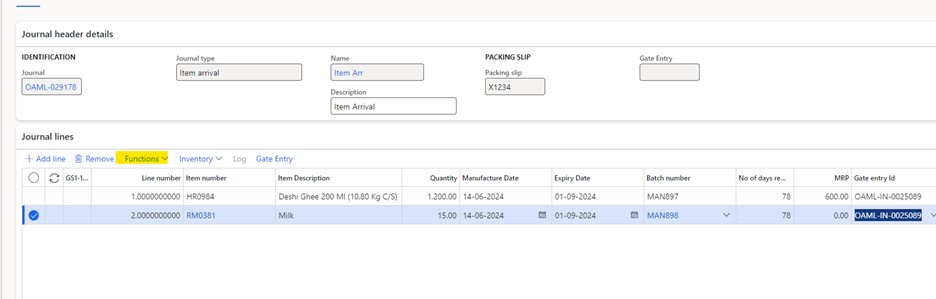 Journal header details
IDENTIFICATION
Journal
OAML-029178
Journal type
Item arrival
Name
Item Arr
Description
Item Arrival
PACKING SLIP
Packing slip
X1234
Gate Entry
Journal lines
+ Add line Remove Functions Inventory Log Gate Entry
GS1-1... Line number Item number Item Description Quantity Manufacture Date Expiry Date Batch number No of days re... MRP Gate entry Id
1.0000000000 HR0984 Deshi Ghee 200 Ml (10.80 Kg C/S) 1,200.00 14-06-2024 01-09-2024 MAN897 78 600.00 OAML-IN-0025089
2.0000000000 RM0381 Milk 15.00 14-06-2024 01-09-2024 MAN898 78 0.00 OAML-IN-0025089